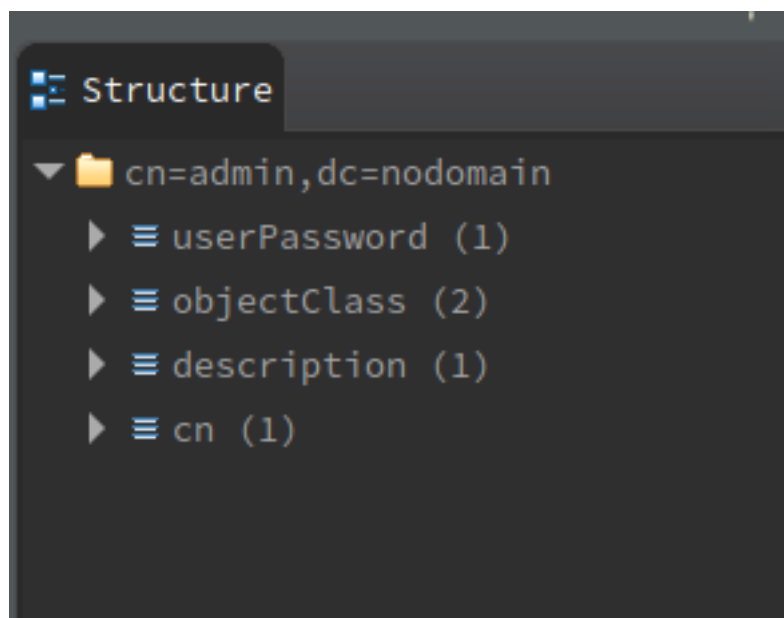 Structure
cn=admin,dc=nodomain
userPassword (1)
objectClass (2)
description (1)
cn (1)